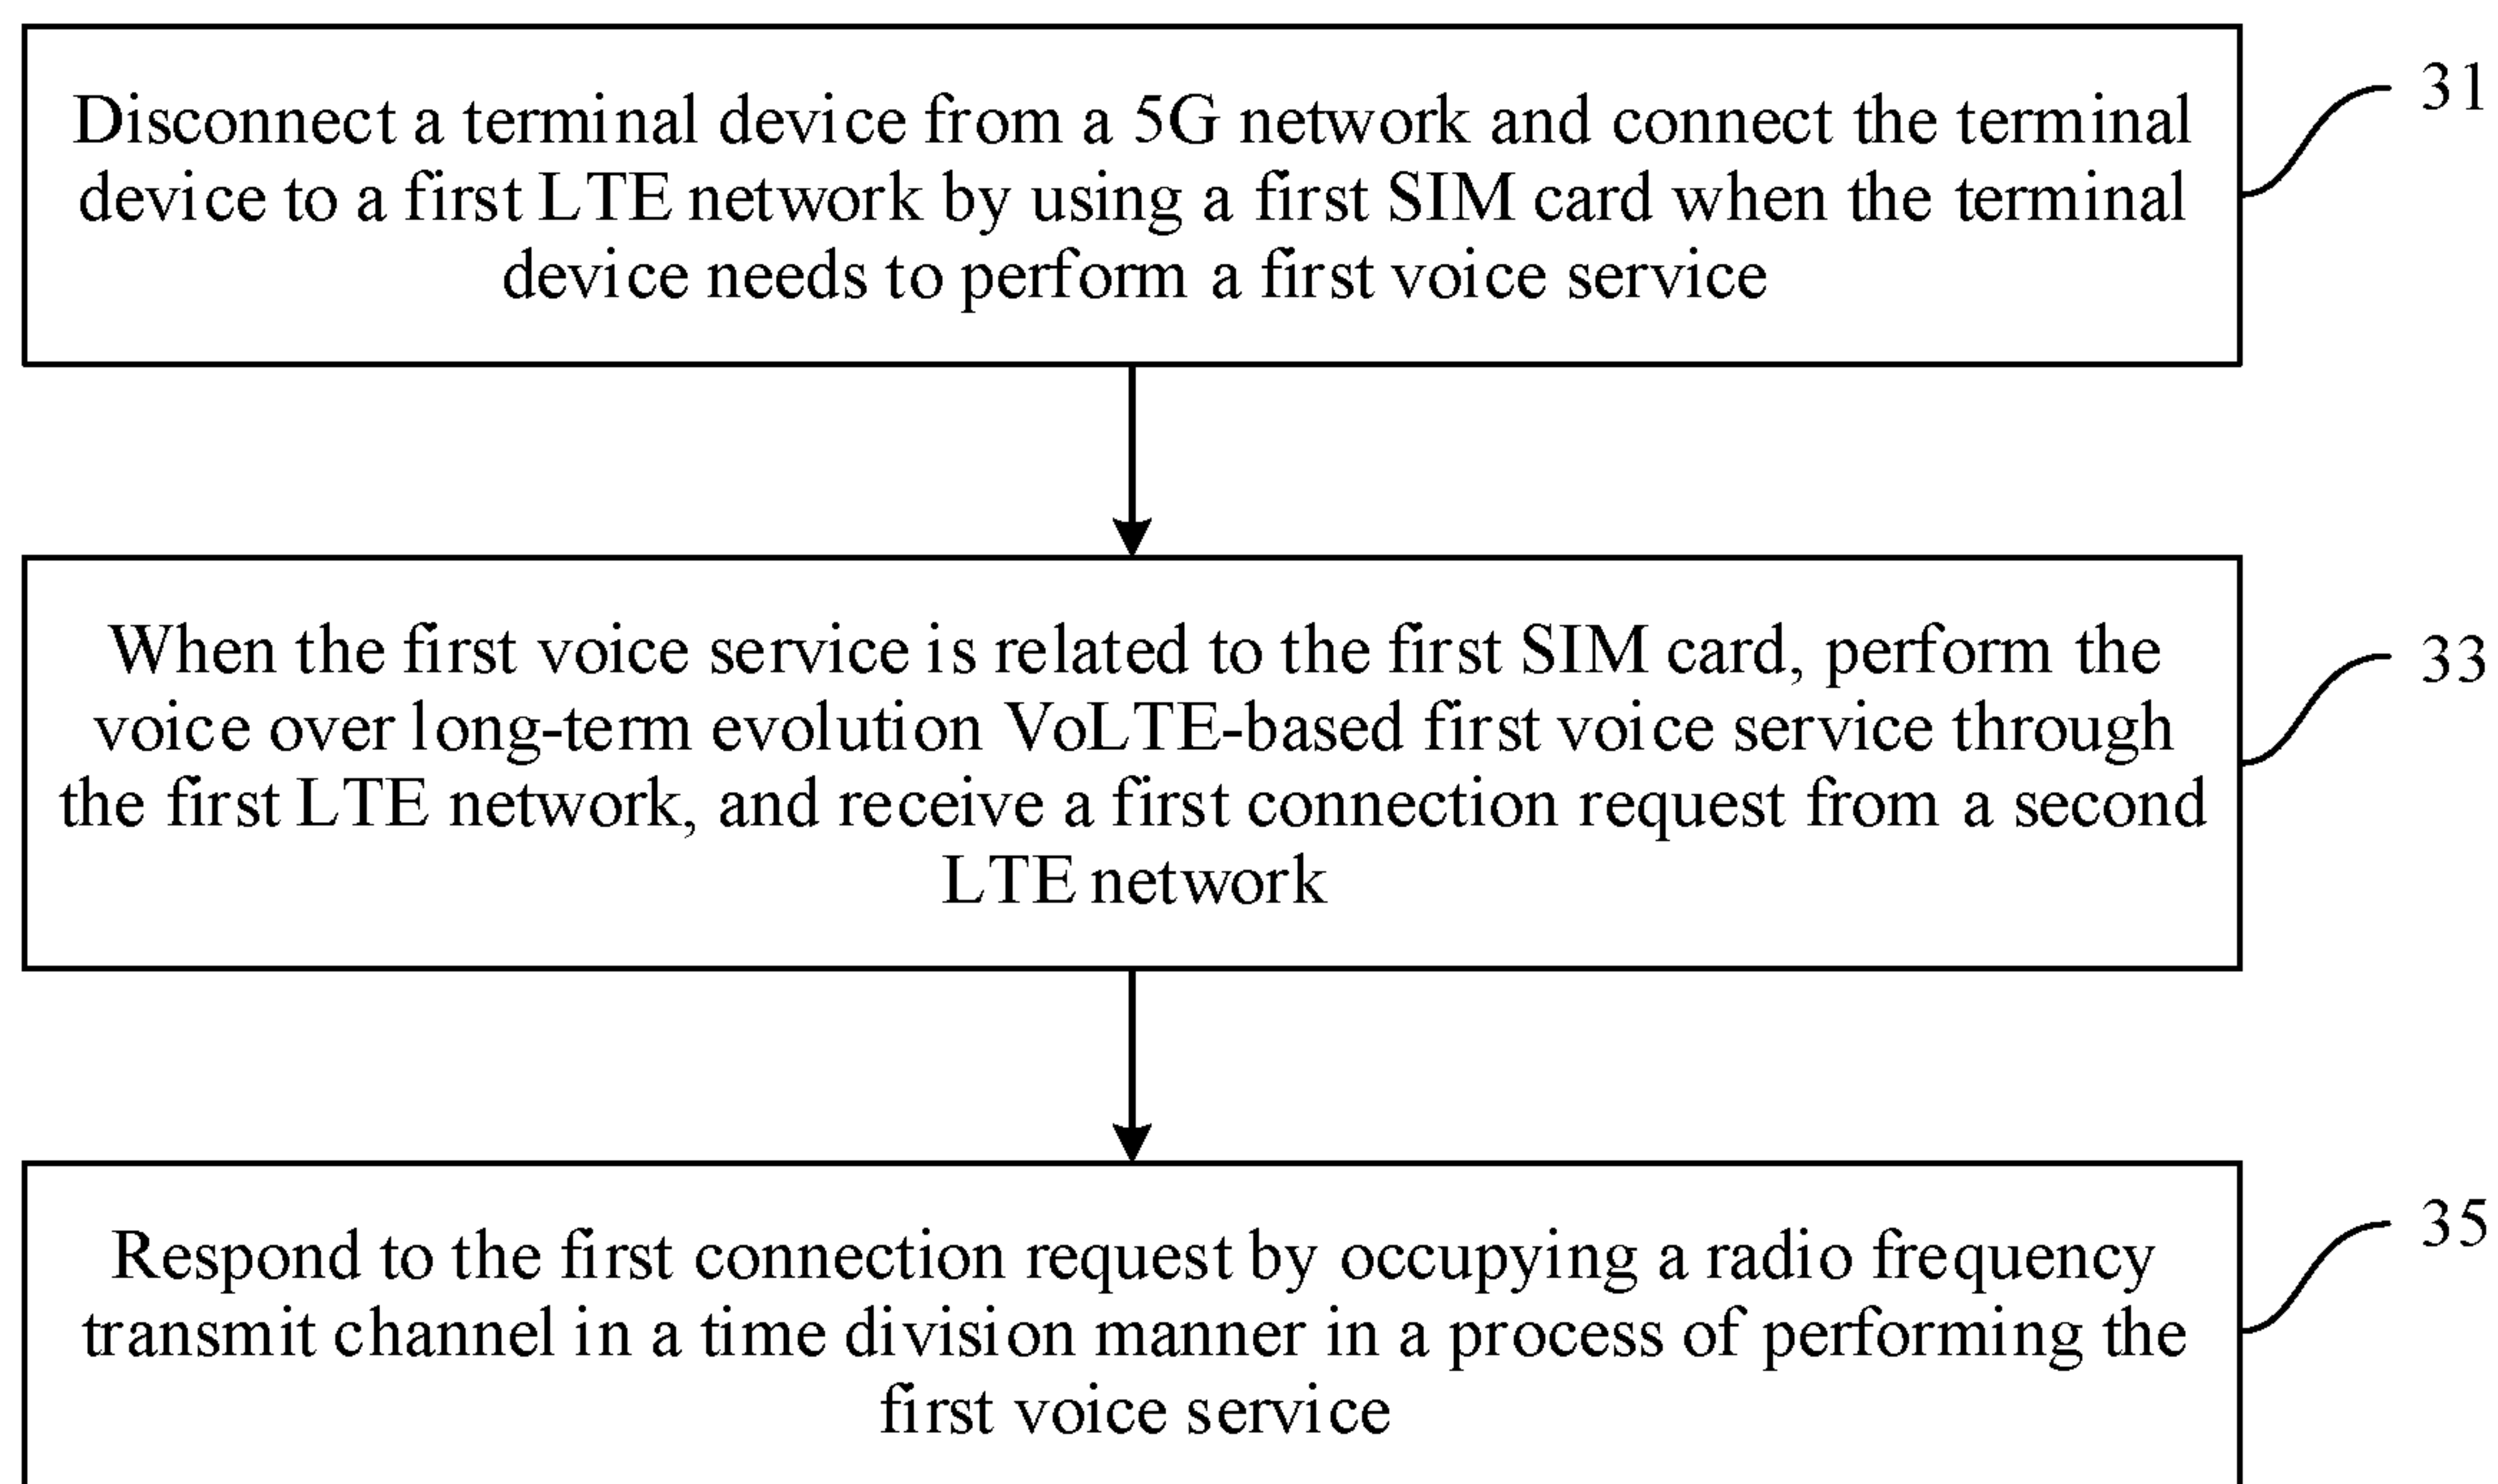 Disconnect a terminal device from a 5G network and connect the terminal
device to a first LTE network by using a first SIM card when the terminal
device needs to perform a first voice service
31
When the first voice service is related to the first SIM card, perform the
voice over long-term evolution VoLTE-based first voice service through
the first LTE network, and receive a first connection request from a second
LTE network
33
Respond to the first connection request by occupying a radio frequency
transmit channel in a time division manner in a process of performing the
first voice service
35